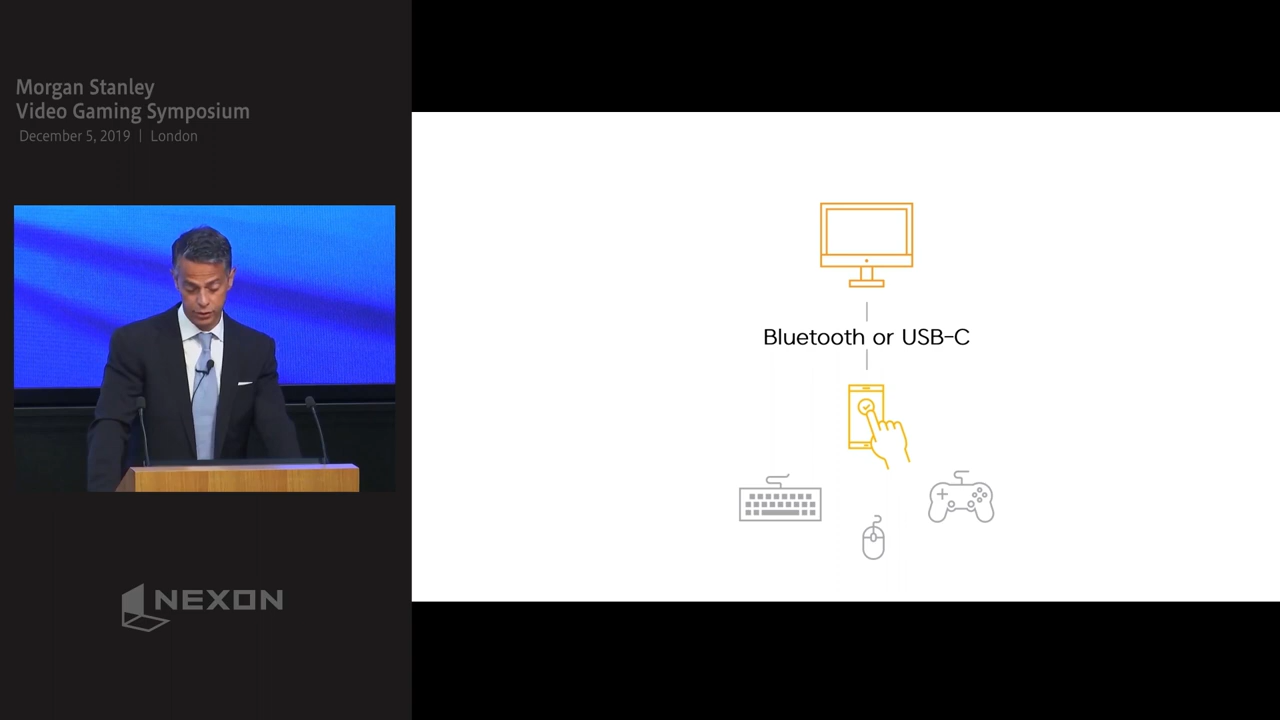 Morgan Stanley
Video Gaming Symposium
December 5, 2019 | London
Bluetooth or USB-C
NEXON